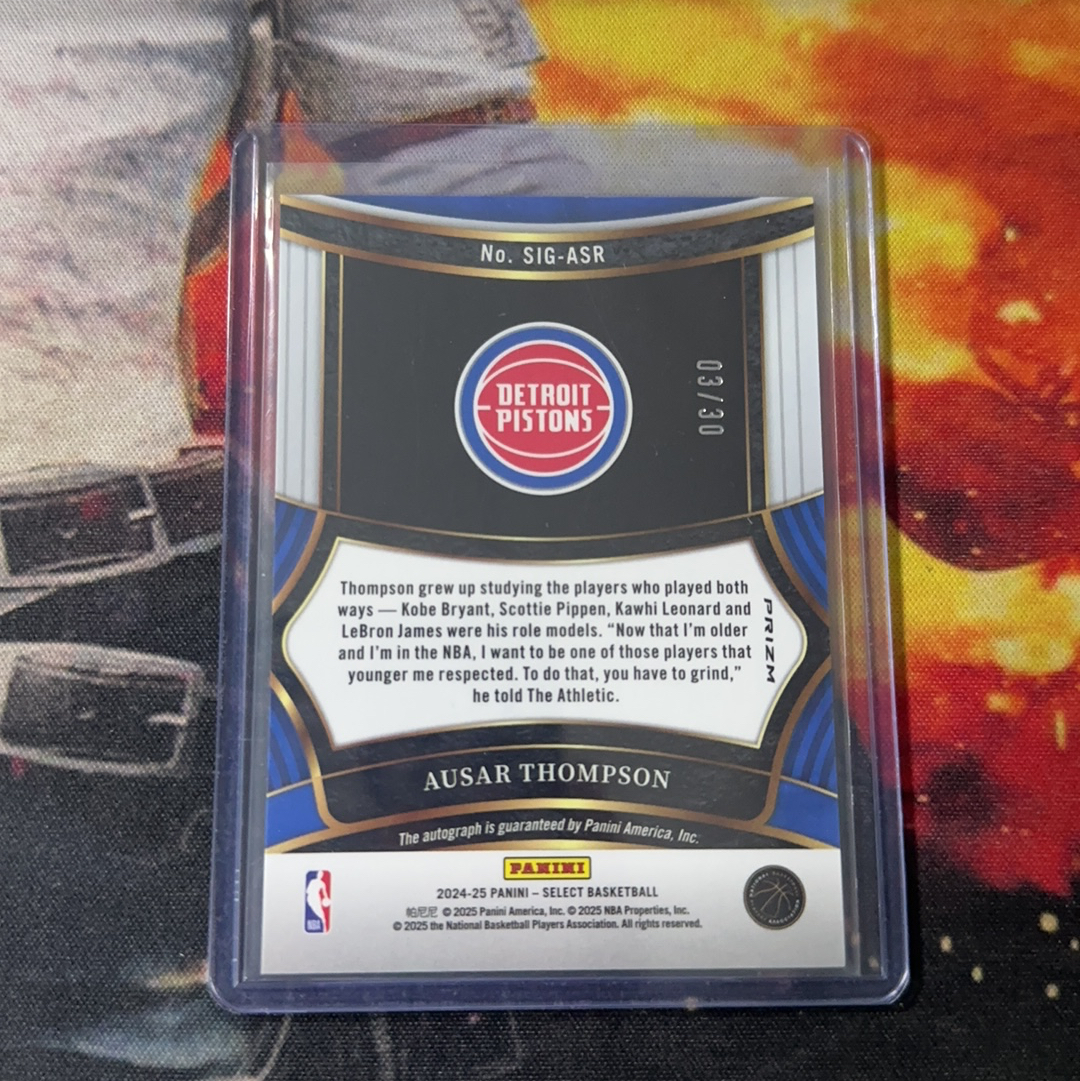 No. SIG-ASR
DETROIT
PISTONS
03/30
Thompson grew up studying the players who played both
ways — Kobe Bryant, Scottie Pippen, Kawhi Leonard and
LeBron James were his role models. “Now that I’m older
and I’m in the NBA, I want to be one of those players that
younger me respected. To do that, you have to grind,”
he told The Athletic.
PRIZM
AUSAR THOMPSON
The autograph is guaranteed by Panini America, Inc.
PANINI
2024-25 PANINI – SELECT BASKETBALL
帕尼尼 © 2025 Panini America, Inc. © 2025 NBA Properties, Inc.
© 2025 the National Basketball Players Association. All rights reserved.
NBA